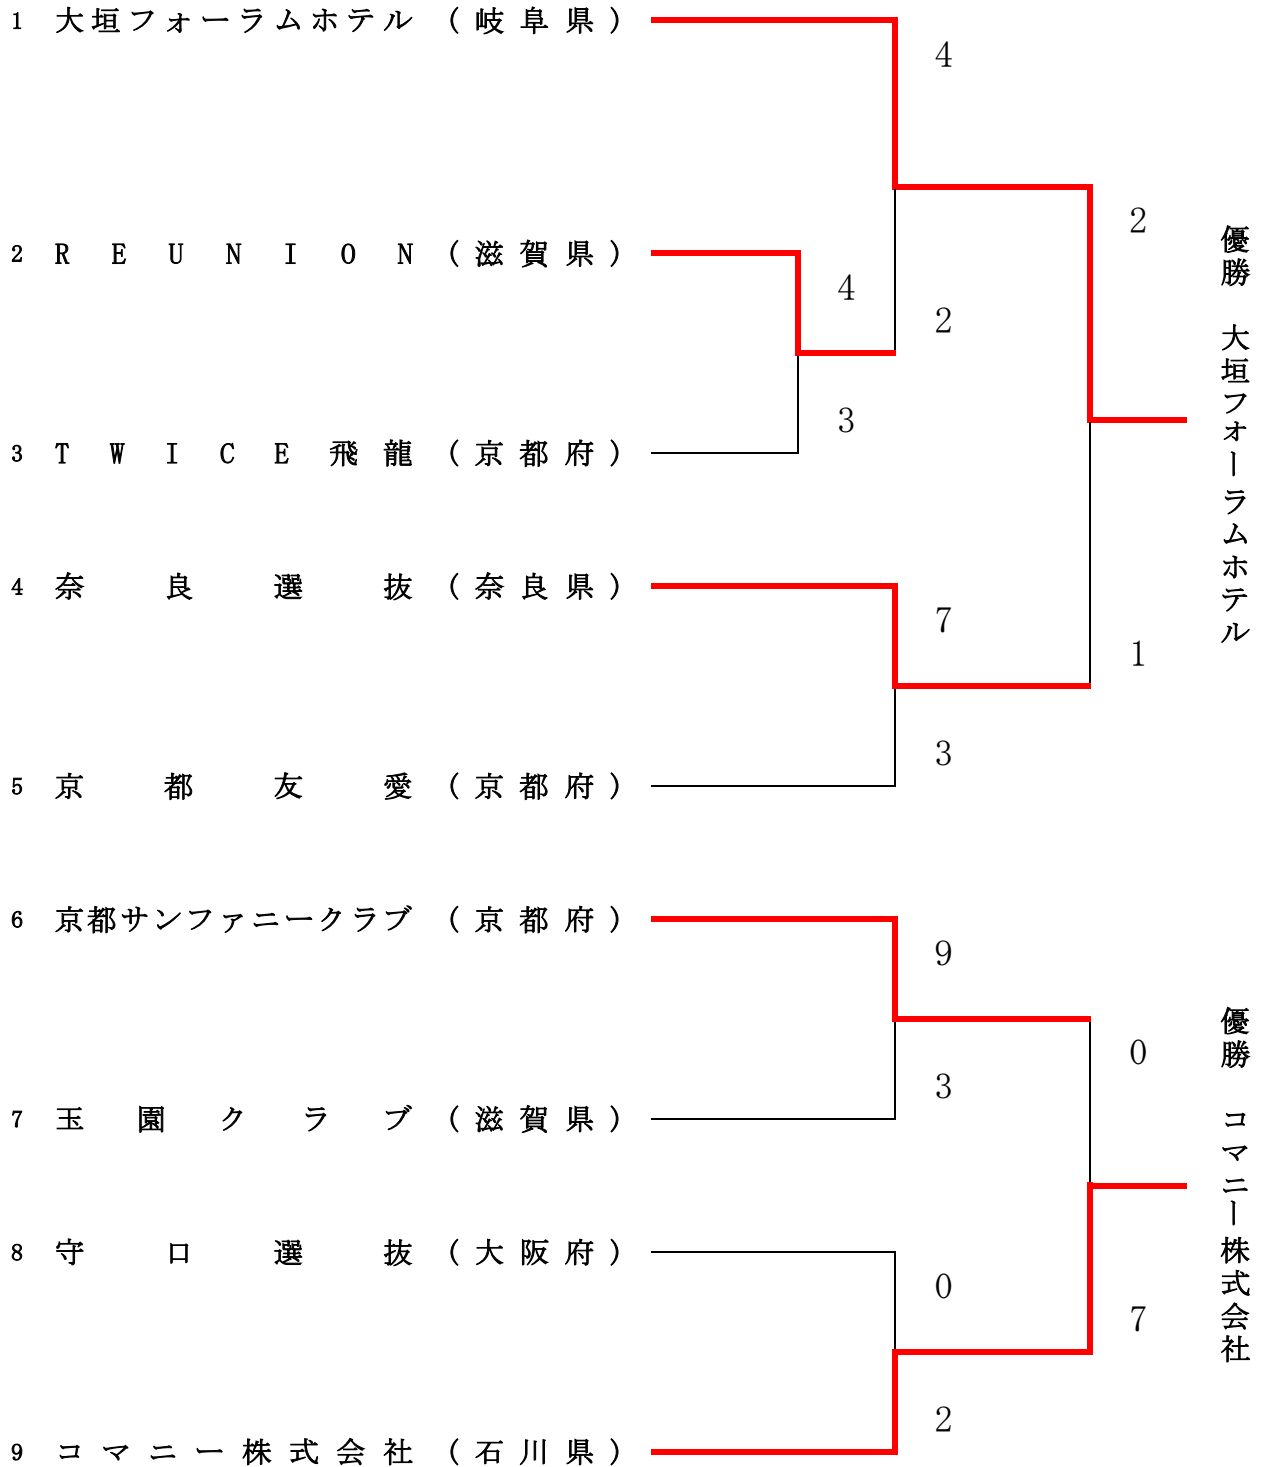 1 大垣フォーラムホテル (岐阜県)
4
2
2 REUNION (滋賀県)
4
2
3
3 TWICE飛龍 (京都府)
4 奈良選抜 (奈良県)
7
1
3
5 京都友愛 (京都府)
優勝 大垣フォーラムホテル
6 京都サンファニークラブ (京都府)
9
0
3
7 玉園クラブ (滋賀県)
8 守口選抜 (大阪府)
0
7
2
9 コマニー株式会社 (石川県)
優勝 コマニー株式会社